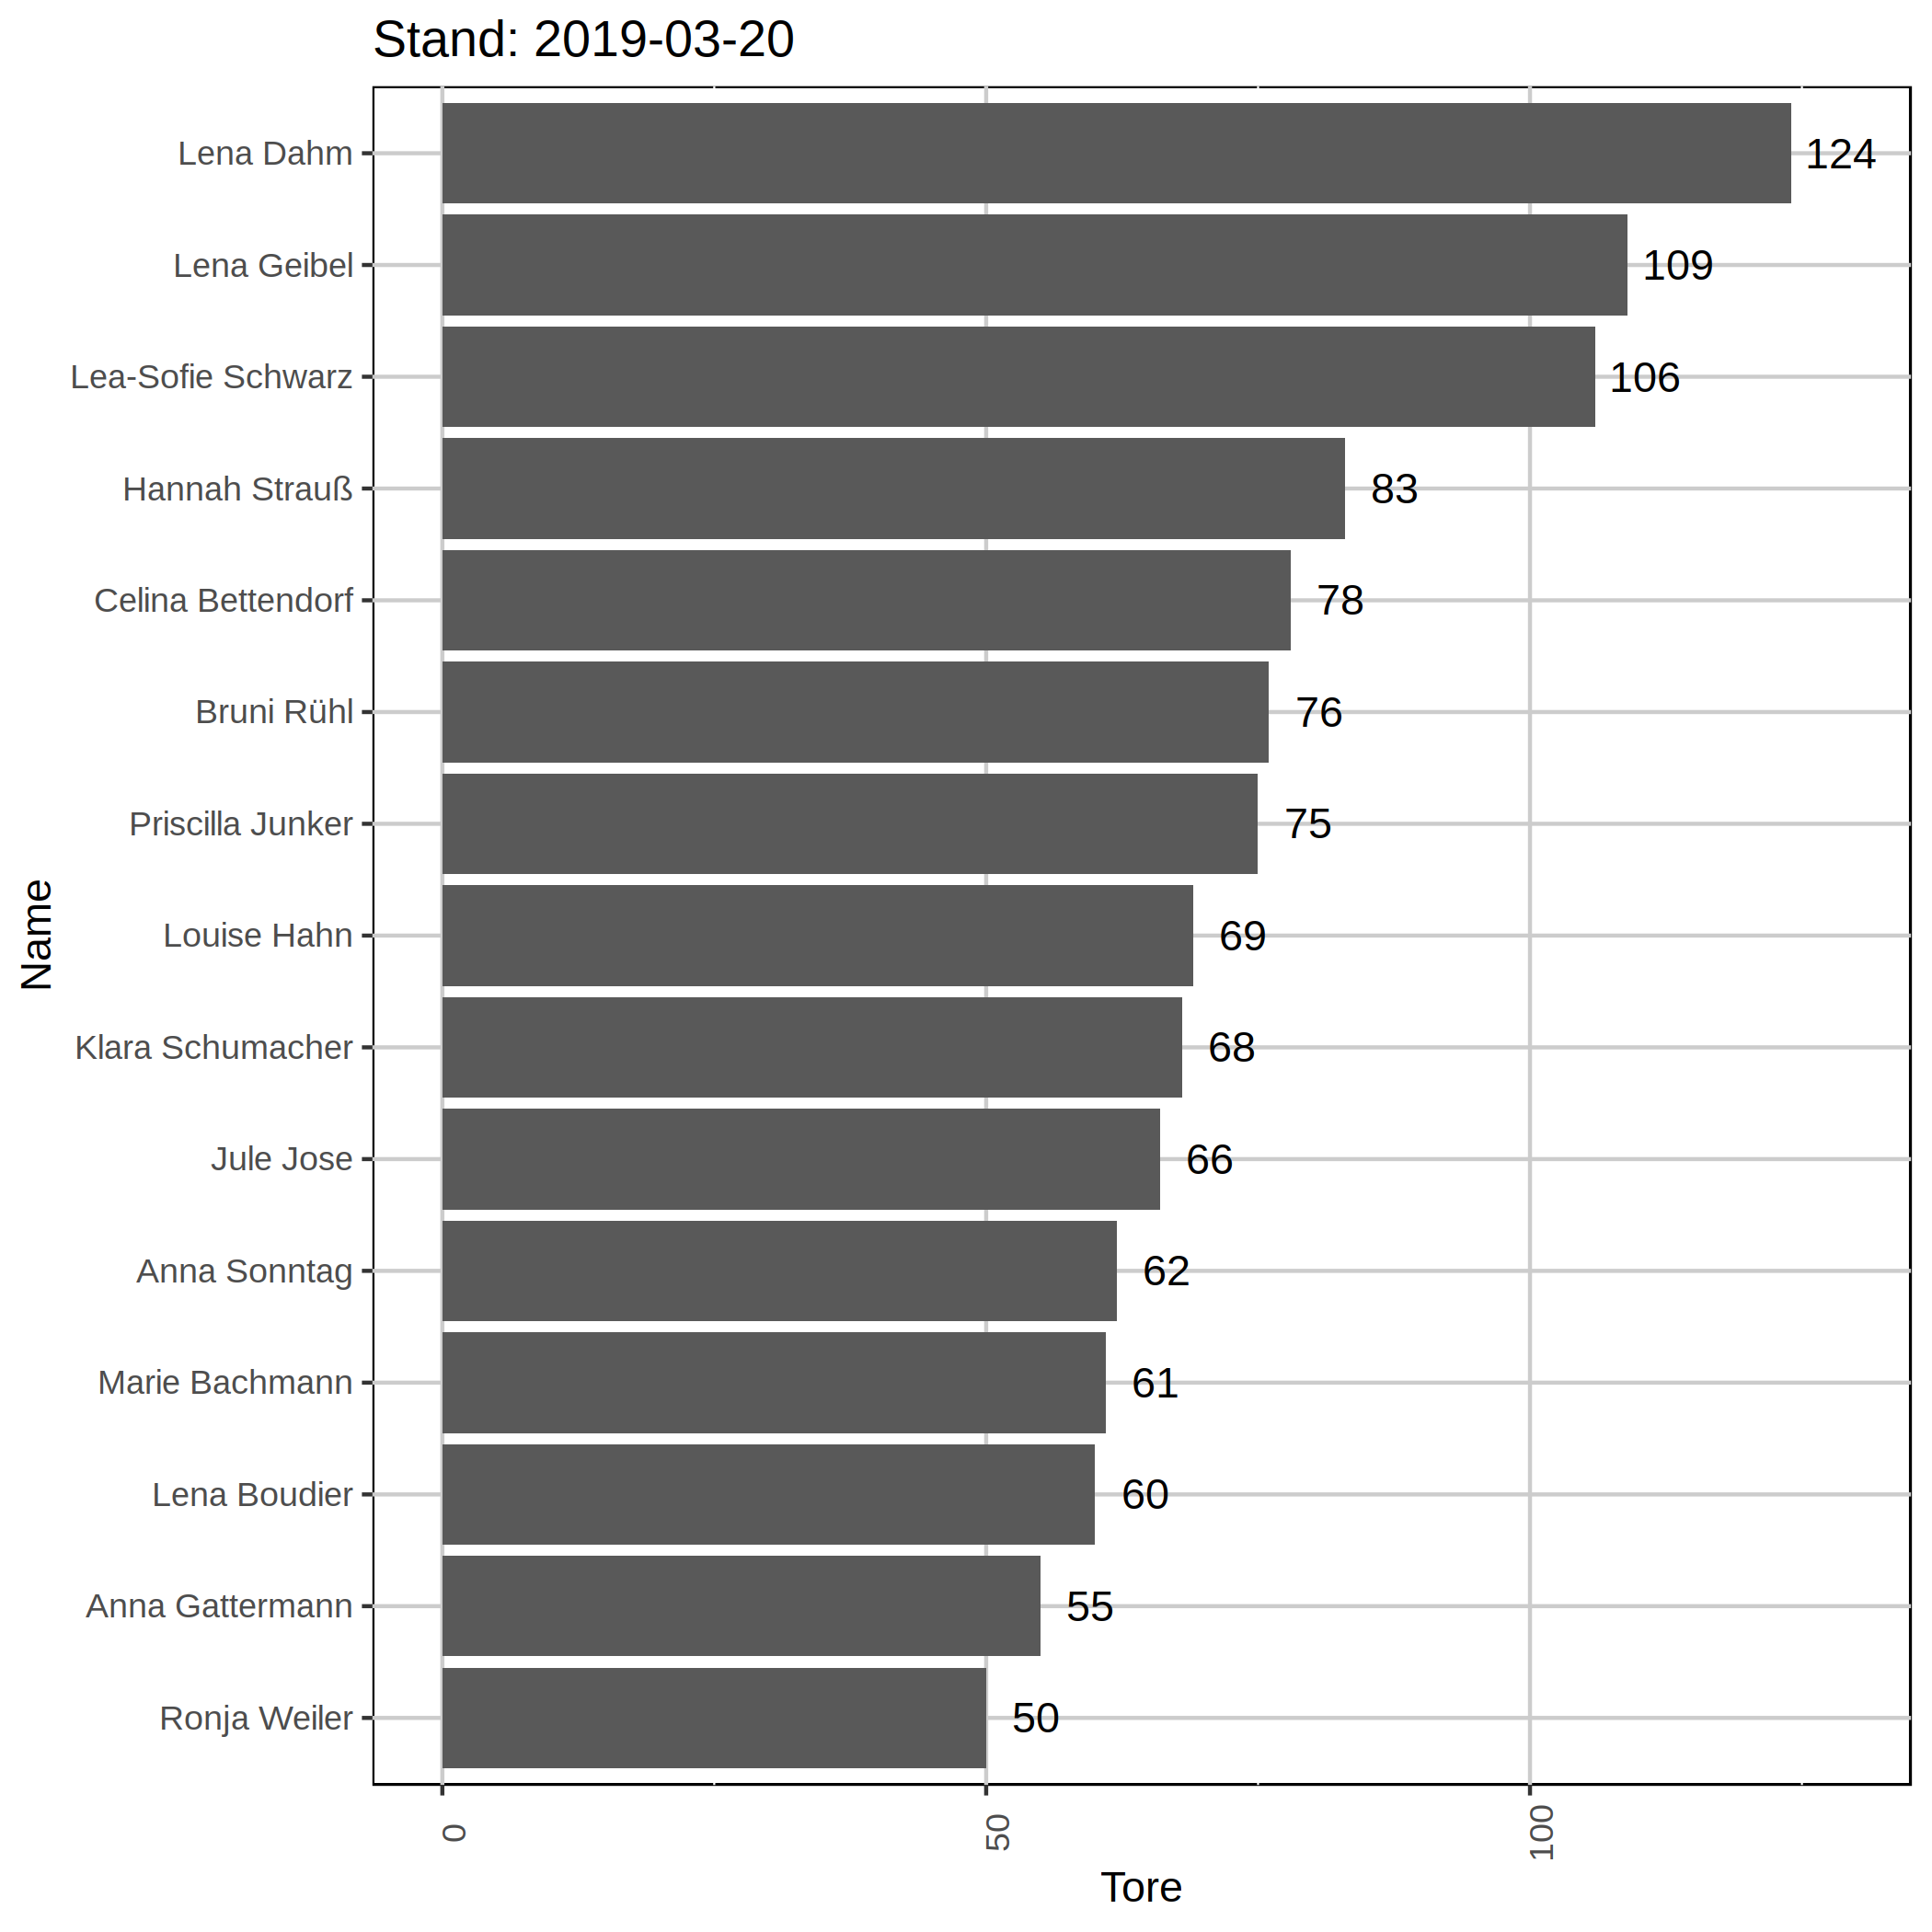 Stand: 2019-03-20
Lena Dahm 124
Lena Geibel 109
Lea-Sofie Schwarz 106
Hannah Strauß 83
Celina Bettendorf 78
Bruni Rühl 76
Priscilla Junker 75
Louise Hahn 69
Klara Schumacher 68
Jule Jose 66
Anna Sonntag 62
Marie Bachmann 61
Lena Boudier 60
Anna Gattermann 55
Ronja Weiler 50
Name
0 50 100
Tore